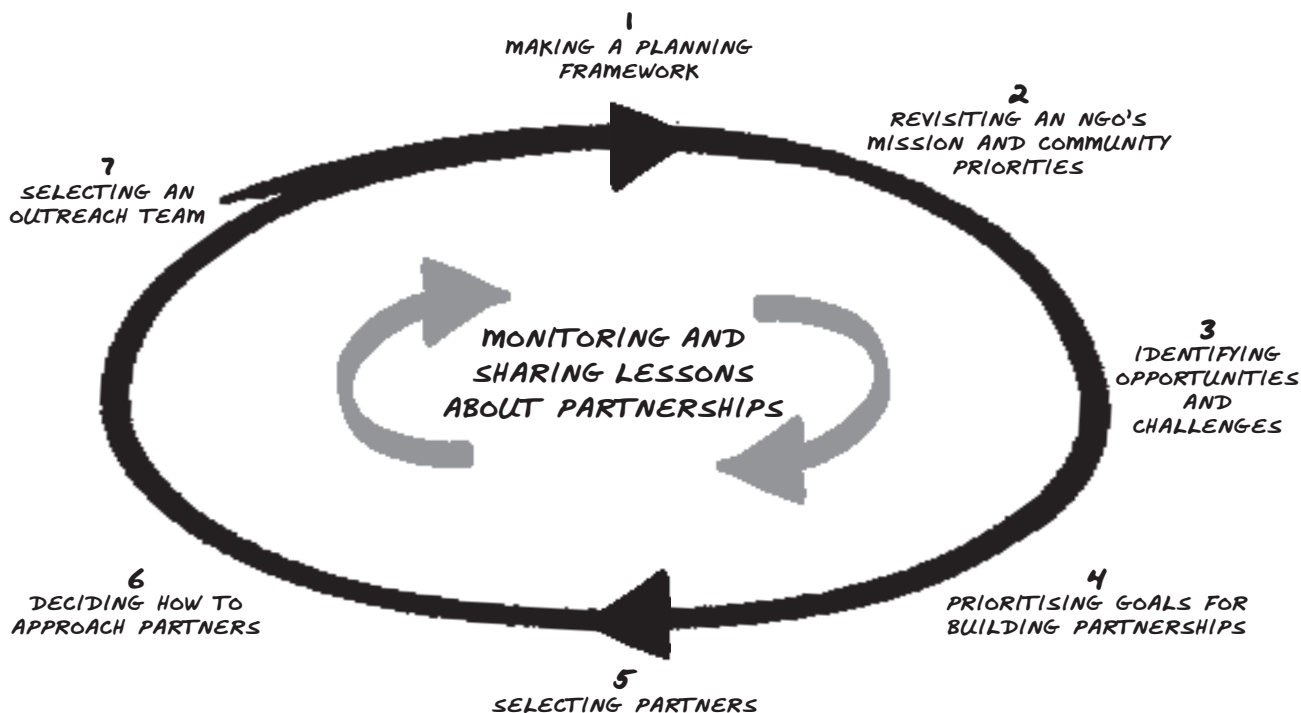 1
MAKING A PLANNING
FRAMEWORK
2
REVISITING AN NGO'S
MISSION AND COMMUNITY
PRIORITIES
3
IDENTIFYING
OPPORTUNITIES
AND
CHALLENGES
4
PRIORITISING GOALS FOR
BUILDING PARTNERSHIPS
5
SELECTING PARTNERS
6
DECIDING HOW TO
APPROACH PARTNERS
7
SELECTING AN
OUTREACH TEAM
MONITORING AND
SHARING LESSONS
ABOUT PARTNERSHIPS